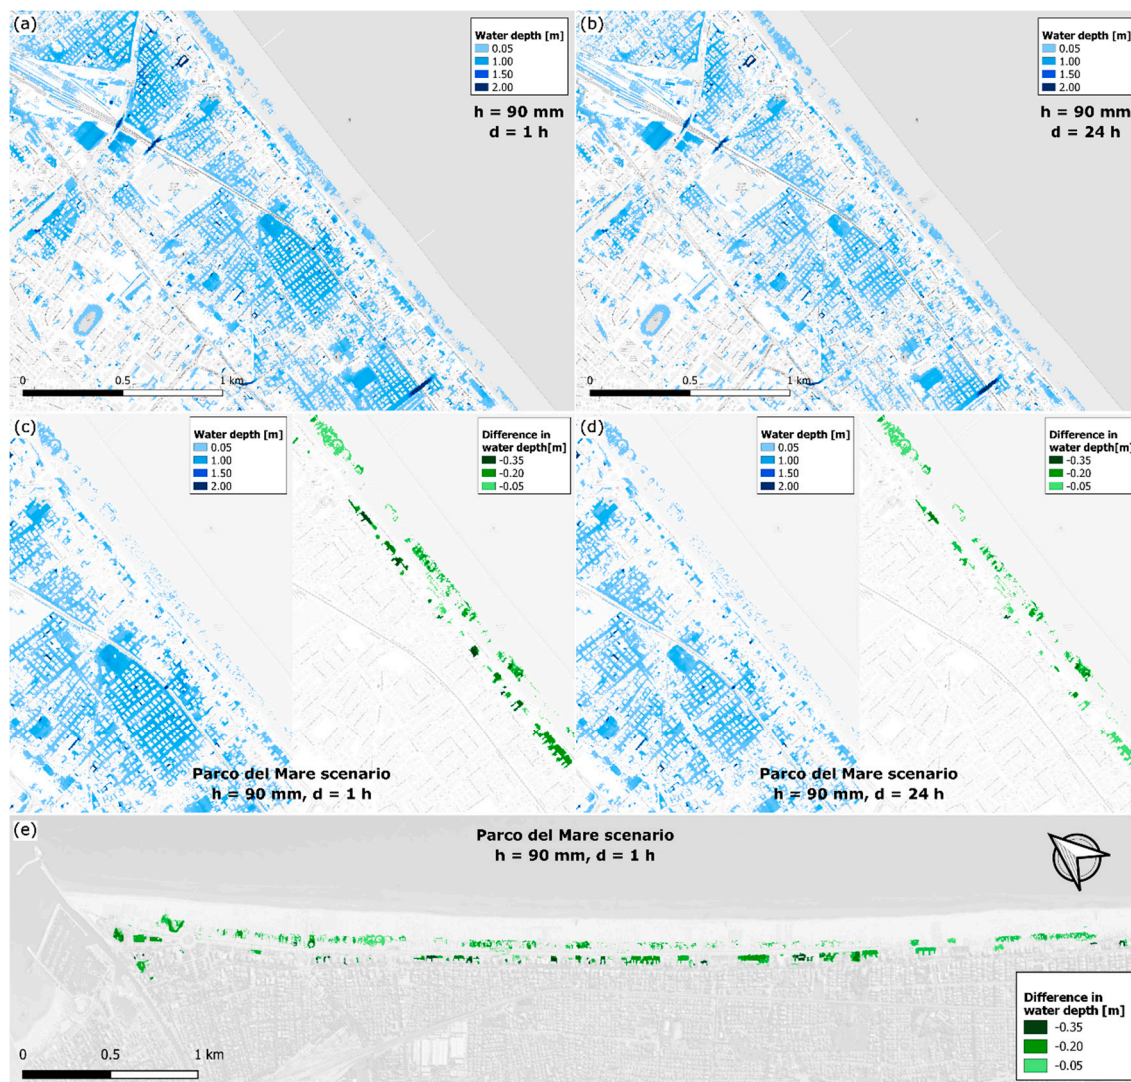 (a)
Water depth [m]
0.05
1.00
1.50
2.00
h = 90 mm
d = 1 h
0 0.5 1 km
(b)
Water depth [m]
0.05
1.00
1.50
2.00
h = 90 mm
d = 24 h
0 0.5 1 km
(c)
Water depth [m]
0.05
1.00
1.50
2.00
Difference in
water depth[m]
-0.35
-0.20
-0.05
Parco del Mare scenario
h = 90 mm, d = 1 h
(d)
Water depth [m]
0.05
1.00
1.50
2.00
Difference in
water depth[m]
-0.35
-0.20
-0.05
Parco del Mare scenario
h = 90 mm, d = 24 h
(e)
Parco del Mare scenario
h = 90 mm, d = 1 h
0 0.5 1 km
Difference in
water depth [m]
-0.35
-0.20
-0.05